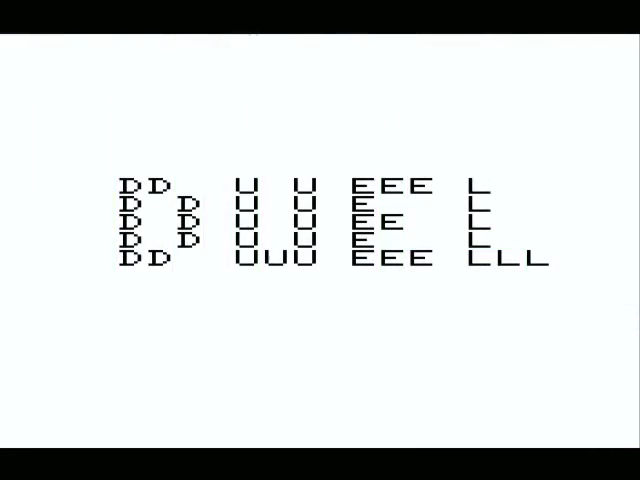 DD  U U EEE L
D D U U E   L
D D U U EE  L
D D U U E   L
DD  UUU EEE LLL